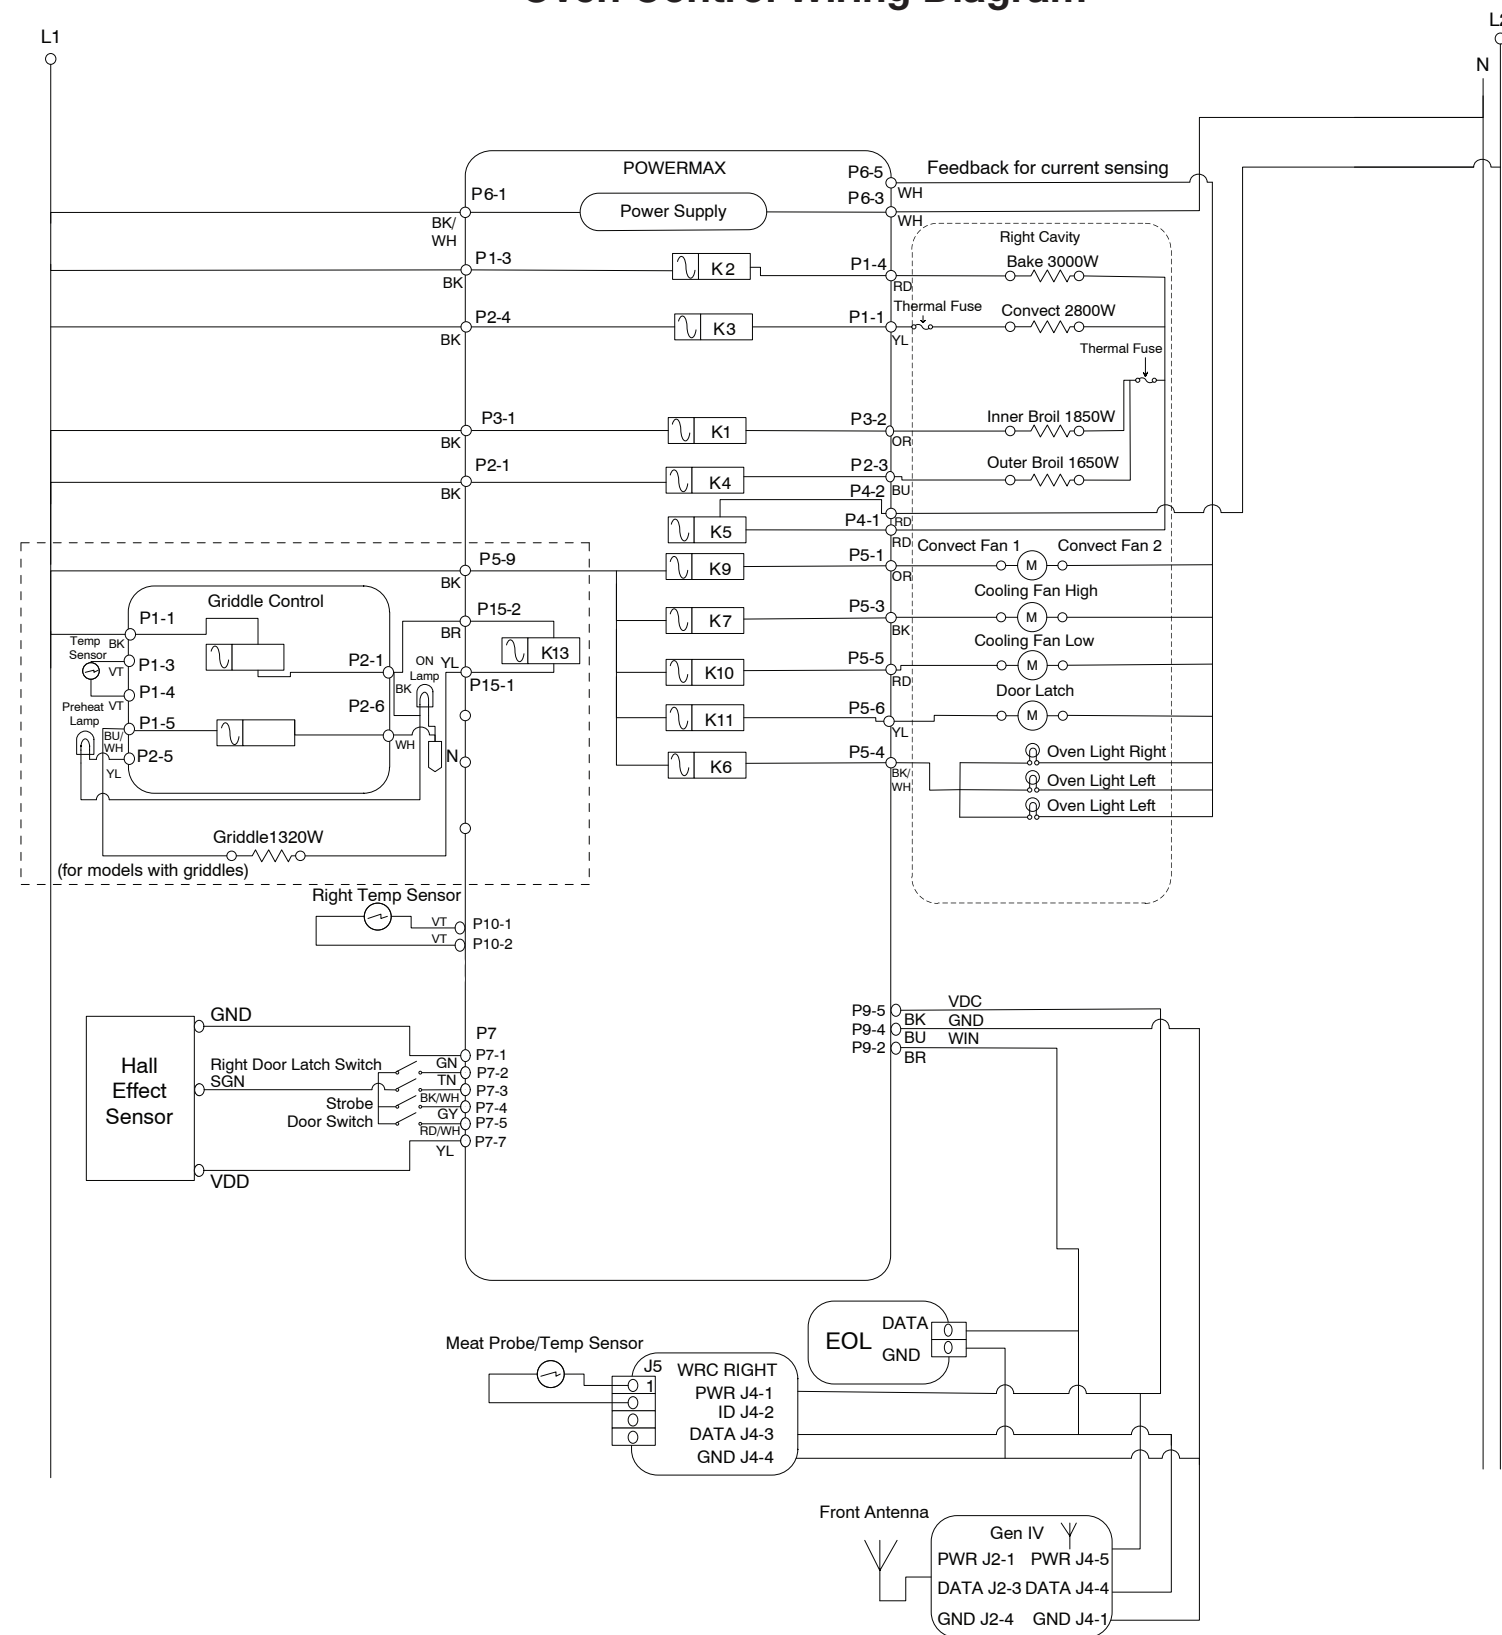 Oven Control Wiring Diagram
L1
L2
N
POWERMAX
P6-5
Feedback for current sensing
WH
P6-1
Power Supply
P6-3
WH
BK/
WH
Right Cavity
P1-3
K2
P1-4
Bake 3000W
BK
RD
Thermal Fuse
P2-4
K3
P1-1
Convect 2800W
BK
YL
Thermal Fuse
P3-1
K1
P3-2
Inner Broil 1850W
BK
OR
P2-1
K4
P2-3
Outer Broil 1650W
BK
BU
P4-2
K5
RD
P4-1
RD
P5-9
K9
P5-1
Convect Fan 1
Convect Fan 2
M
BK
OR
Griddle Control
P15-2
K7
P5-3
Cooling Fan High
M
BR
BK
P1-1
Temp
Sensor
BK
K13
Cooling Fan Low
P1-3
VT
P2-1
ON
Lamp
YL
P15-1
K10
P5-5
M
RD
P1-4
VT
BK
Door Latch
Preheat
Lamp
P1-5
P2-6
K11
P5-6
M
BU/
WH
WH
YL
P2-5
YL
N
K6
P5-4
Oven Light Right
BK/
WH
Oven Light Left
Oven Light Left
Griddle1320W
(for models with griddles)
Right Temp Sensor
VT
P10-1
VT
P10-2
GND
P7
P9-5
VDC
BK
P9-4
GND
BU
P9-2
WIN
BR
Hall
Effect
Sensor
P7-1
Right Door Latch Switch
GN
P7-2
SGN
TN
P7-3
Strobe
BK/WH
P7-4
Door Switch
GY
P7-5
RD/WH
P7-7
YL
VDD
EOL
DATA
GND
Meat Probe/Temp Sensor
J5
1
WRC RIGHT
PWR J4-1
ID J4-2
DATA J4-3
GND J4-4
Front Antenna
Gen IV
PWR J2-1 PWR J4-5
DATA J2-3 DATA J4-4
GND J2-4 GND J4-1